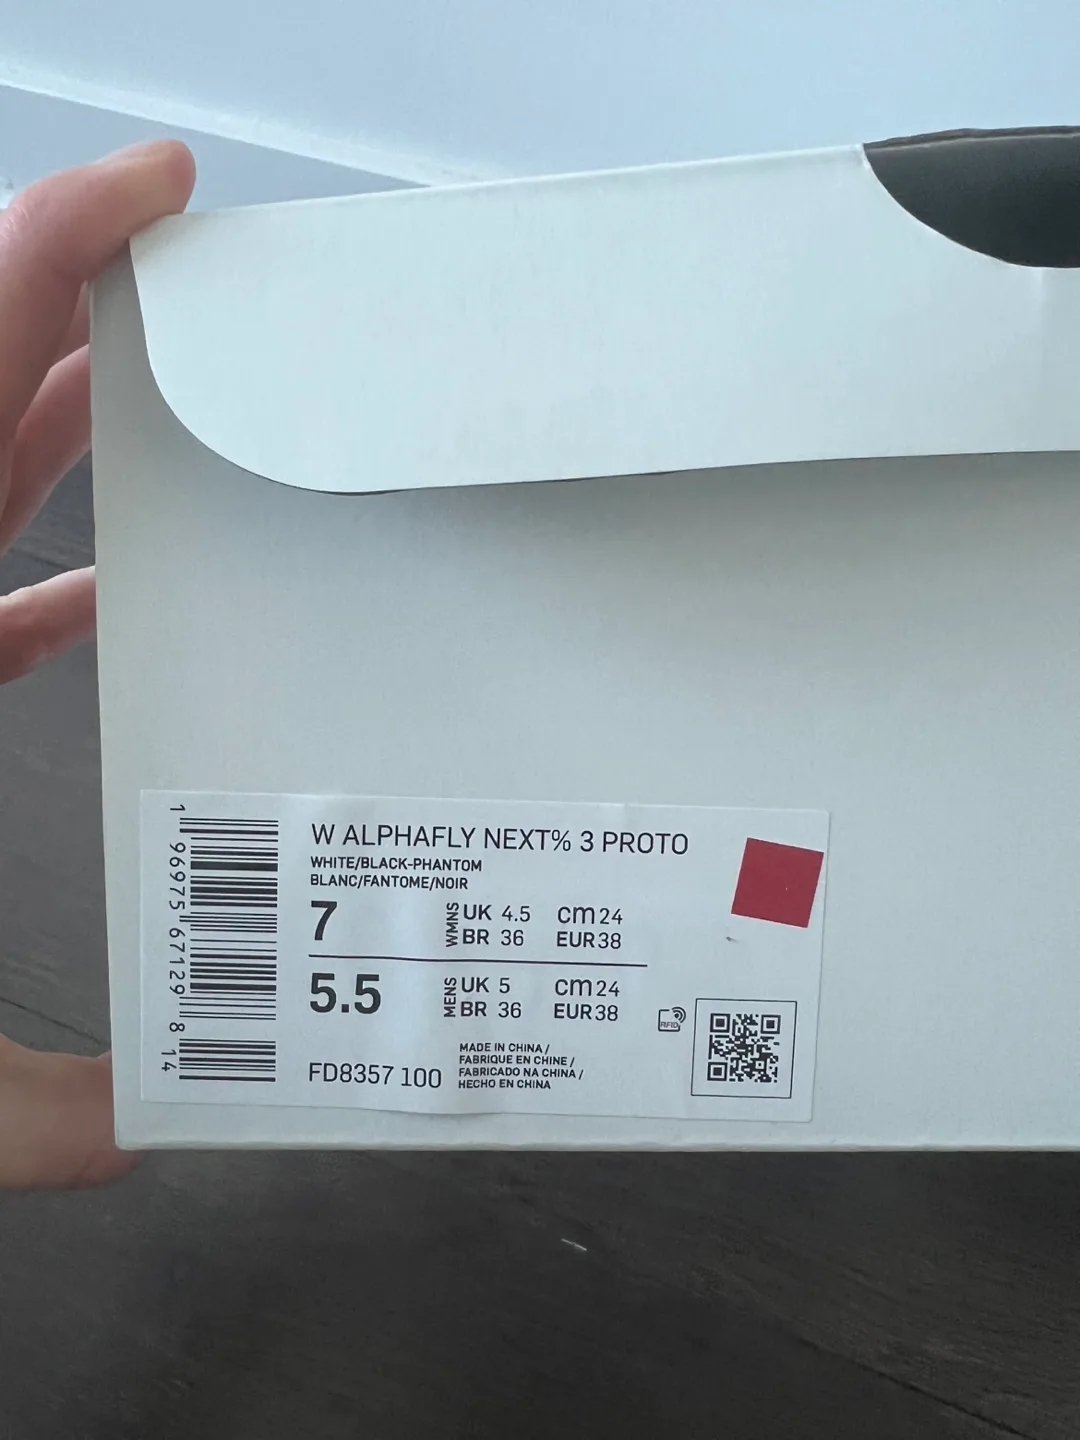 W ALPHAFLY NEXT% 3 PROTO
WHITE/BLACK-PHANTOM
BLANC/FANTOME/NOIR
7 WMNS UK 4.5 cm 24
BR 36 EUR 38
5.5 MENS UK 5 cm 24
BR 36 EUR 38
FD8357 100
MADE IN CHINA /
FABRIQUE EN CHINE /
FABRICADO NA CHINA /
HECHO EN CHINA
RFID
1 96975 67129 8 14